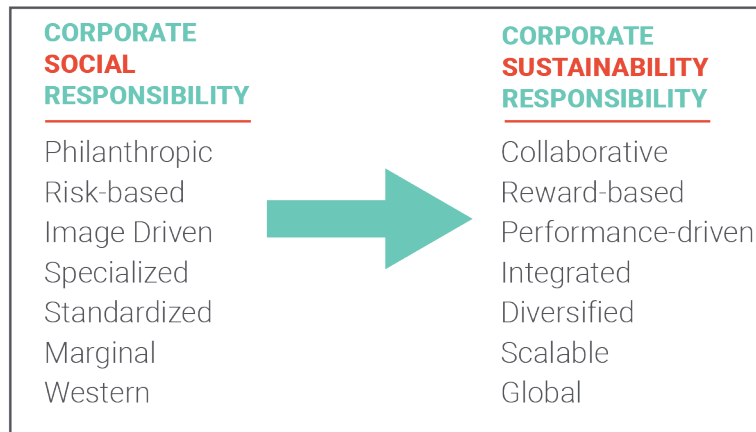 CORPORATE
SOCIAL
RESPONSIBILITY
Philanthropic
Risk-based
Image Driven
Specialized
Standardized
Marginal
Western
CORPORATE
SUSTAINABILITY
RESPONSIBILITY
Collaborative
Reward-based
Performance-driven
Integrated
Diversified
Scalable
Global